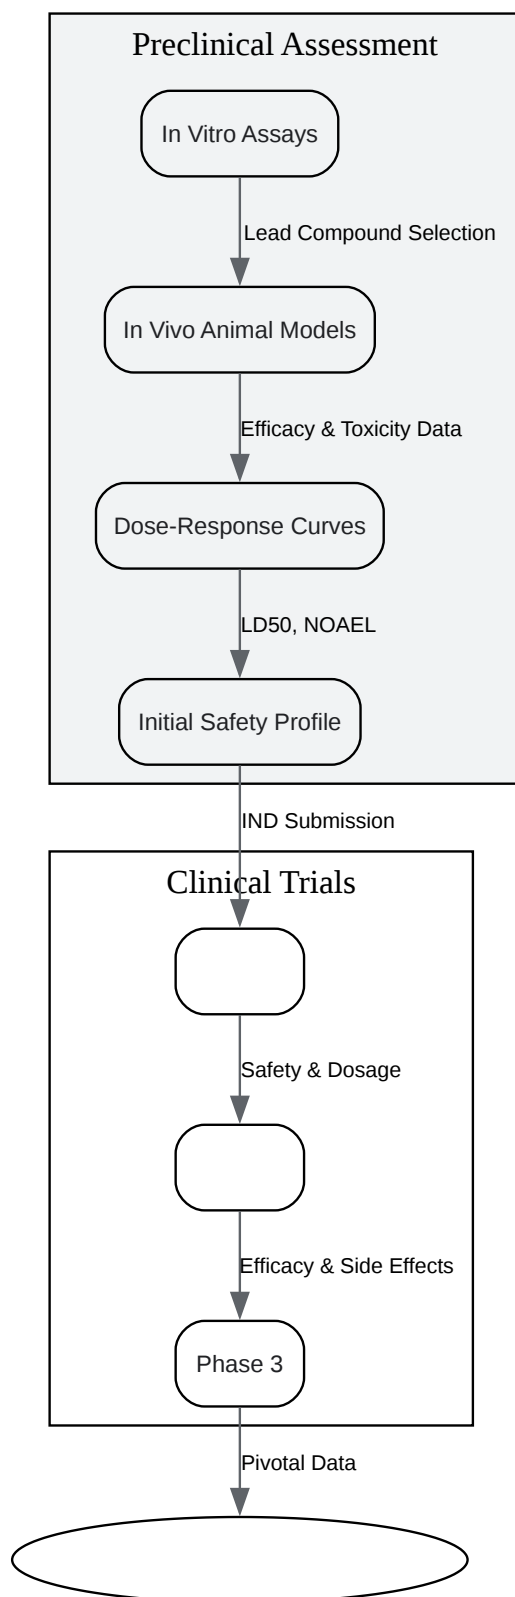 Preclinical Assessment
In Vitro Assays
Lead Compound Selection
In Vivo Animal Models
Efficacy & Toxicity Data
Dose-Response Curves
LD50, NOAEL
Initial Safety Profile
IND Submission
Clinical Trials
Safety & Dosage
Efficacy & Side Effects
Phase 3
Pivotal Data